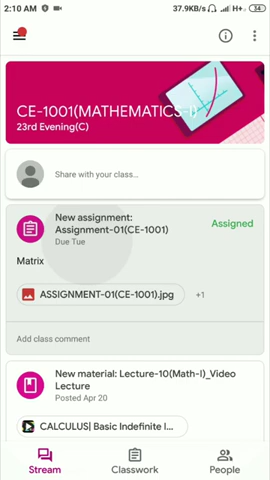 2:10 AM
37.9KB/s
H+
34
CE-1001(MATHEMATICS-I)
23rd Evening(C)
Share with your class...
New assignment:
Assignment-01(CE-1001)
Assigned
Due Tue
Matrix
ASSIGNMENT-01(CE-1001).jpg
+1
Add class comment
New material: Lecture-10(Math-I)_Video
Lecture
Posted Apr 20
CALCULUS| Basic Indefinite I...
Stream
Classwork
People